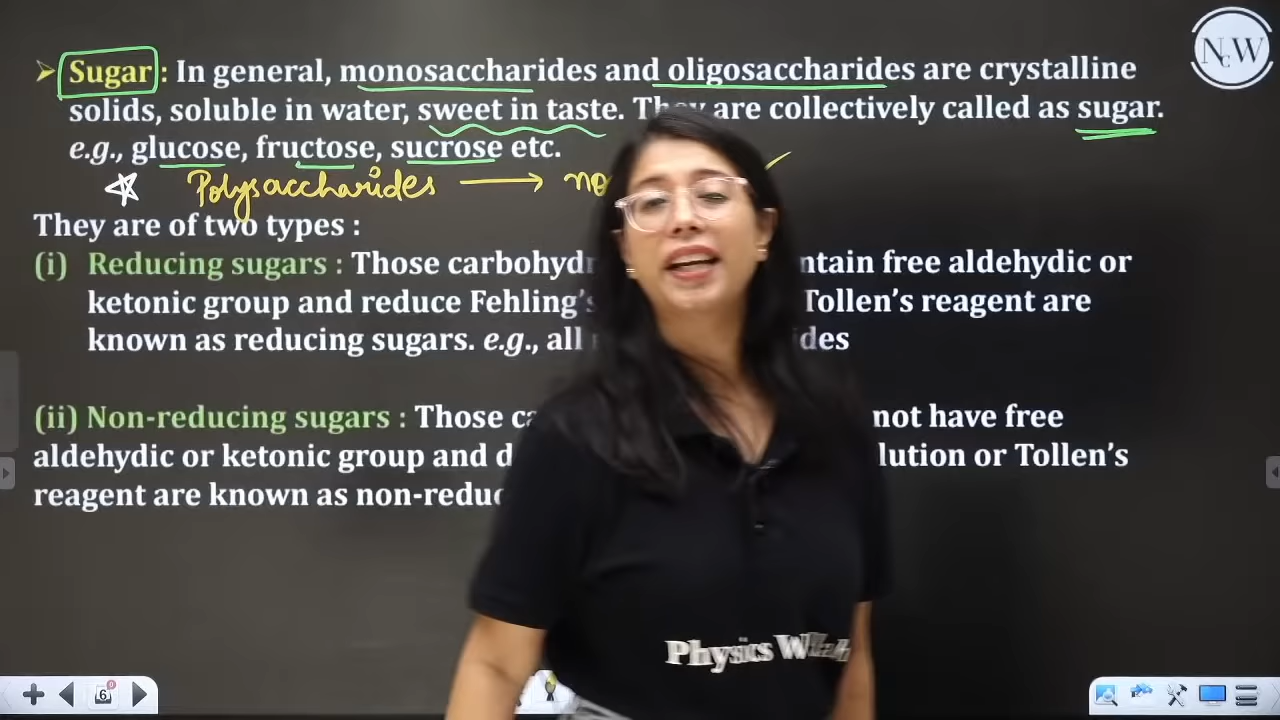 Sugar : In general, monosaccharides and oligosaccharides are crystalline
solids, soluble in water, sweet in taste. They are collectively called as sugar.
e.g., glucose, fructose, sucrose etc.
Polysaccharides → no
They are of two types :
(i) Reducing sugars : Those carbohydr ntain free aldehydic or
ketonic group and reduce Fehling's Tollen's reagent are
known as reducing sugars. e.g., all des
(ii) Non-reducing sugars : Those ca not have free
aldehydic or ketonic group and d lution or Tollen's
reagent are known as non-reduc
NcW
Physics Wallah
6